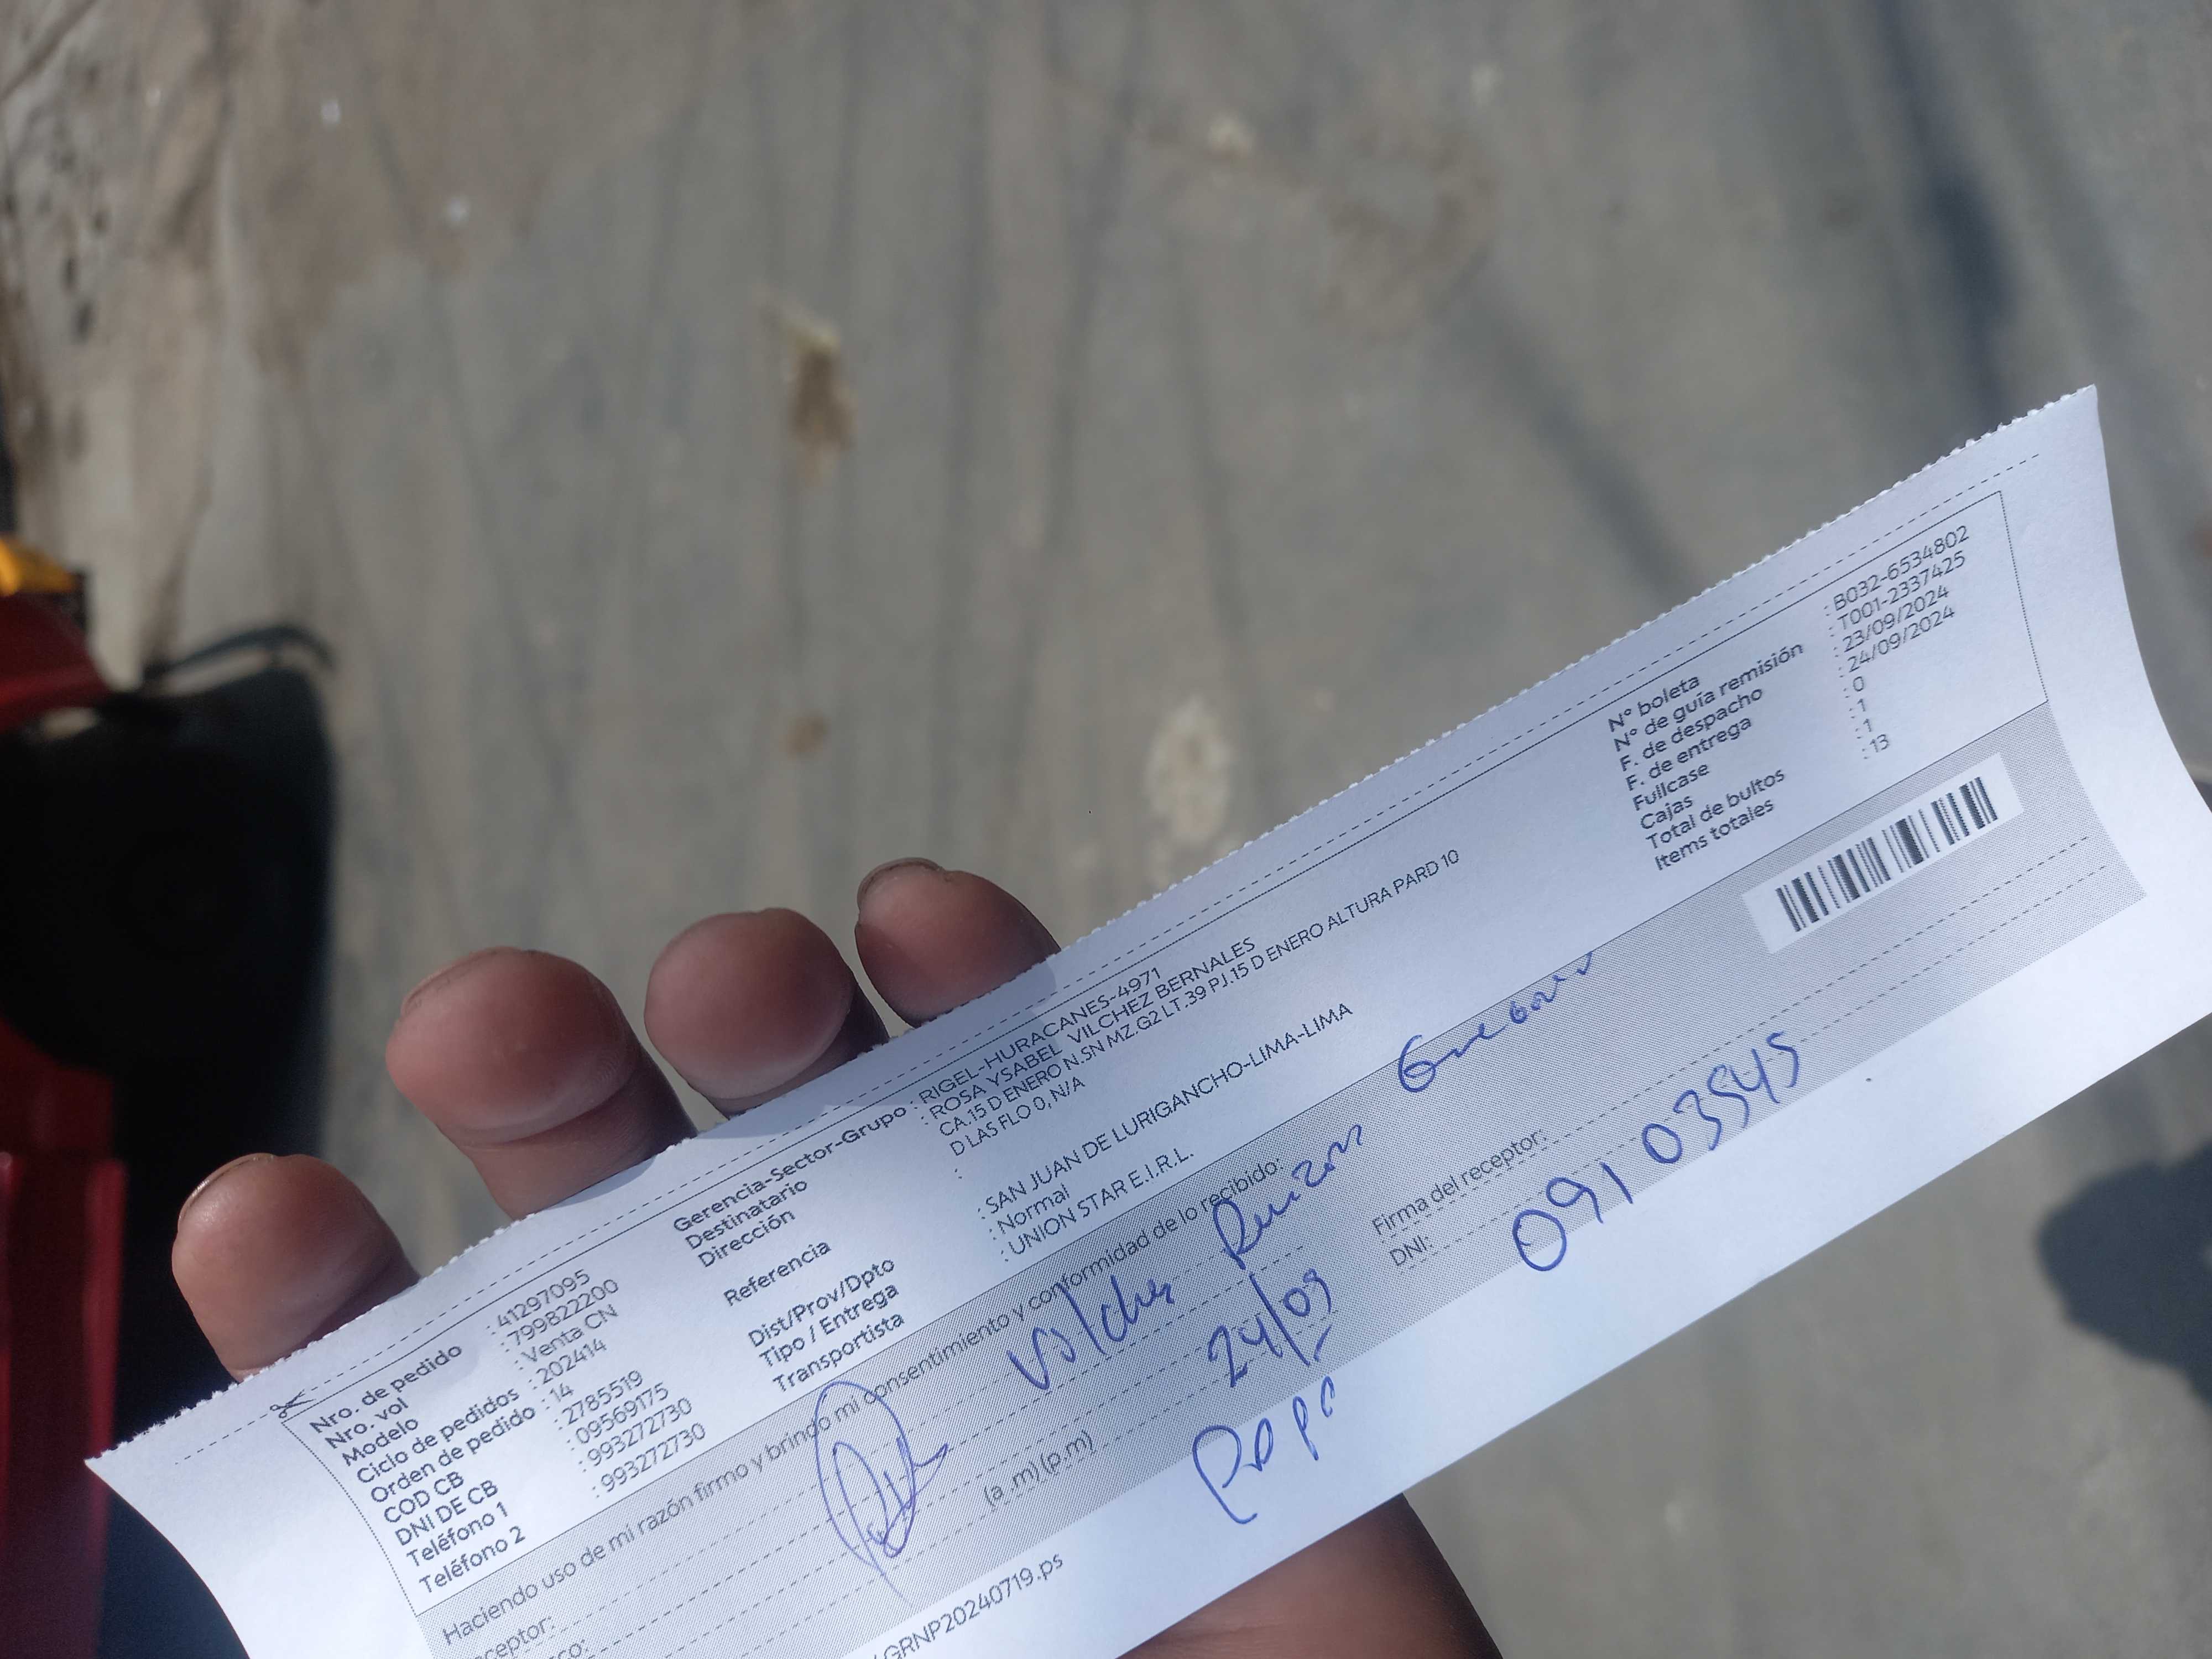 Nro. de pedido : 41297095
Nro. vol : 799822200
Modelo : Venta CN
Ciclo de pedidos : 202414
Orden de pedido : 14
COD CB : 2785519
DNI DE CB : 09569175
Teléfono 1 : 993272730
Teléfono 2 : 993272730
Gerencia-Sector-Grupo : RIGEL-HURACANES-4971
Destinatario : ROSA YSABEL VILCHEZ BERNALES
Dirección CA.15 D ENERO N.SN MZ.G2 LT.39 PJ.15 D ENERO ALTURA PARD 10
D LAS FLO 0, N/A
Referencia :
Dist/Prov/Dpto : SAN JUAN DE LURIGANCHO-LIMA-LIMA
Tipo / Entrega : Normal
Transportista : UNION STAR E.I.R.L.
N° boleta : B032-6534802
N° de guía remisión : T001-2337425
F. de despacho : 23/09/2024
F. de entrega : 24/09/2024
Fullcase : 0
Cajas : 1
Total de bultos : 1
Items totales : 13
Haciendo uso de mi razón firmo y brindo mi consentimiento y conformidad de lo recibido:
ceptor:
Firma del receptor:
co: (a .m) (p.m) 24/09
DNI: 09103545
Papa
GRNP20240719.ps